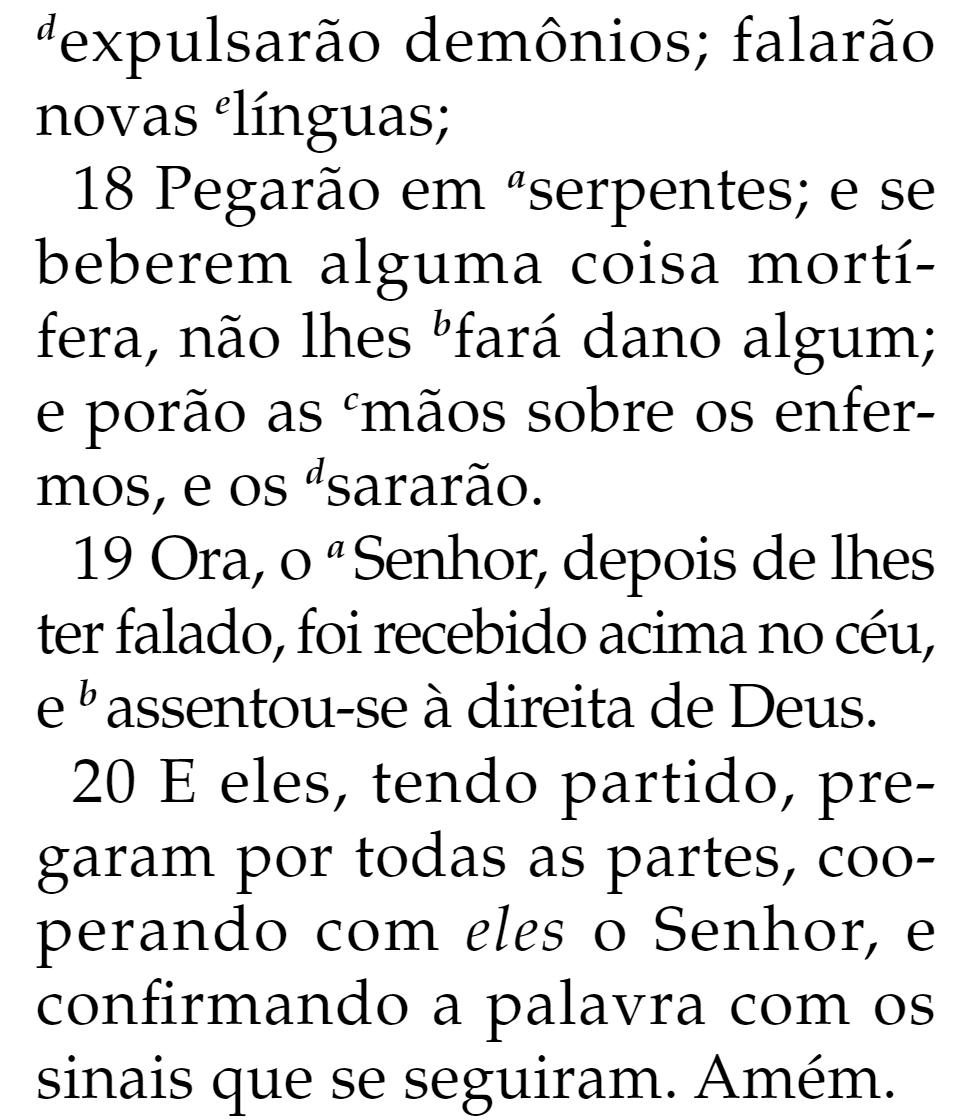 dexpulsarão demônios; falarão
novas elínguas;
18 Pegarão em aserpentes; e se
beberem alguma coisa mortí-
fera, não lhes bfará dano algum;
e porão as cmãos sobre os enfer-
mos, e os dsararão.
19 Ora, o a Senhor, depois de lhes
ter falado, foi recebido acima no céu,
e b assentou-se à direita de Deus.
20 E eles, tendo partido, pre-
garam por todas as partes, coo-
perando com eles o Senhor, e
confirmando a palavra com os
sinais que se seguiram. Amém.